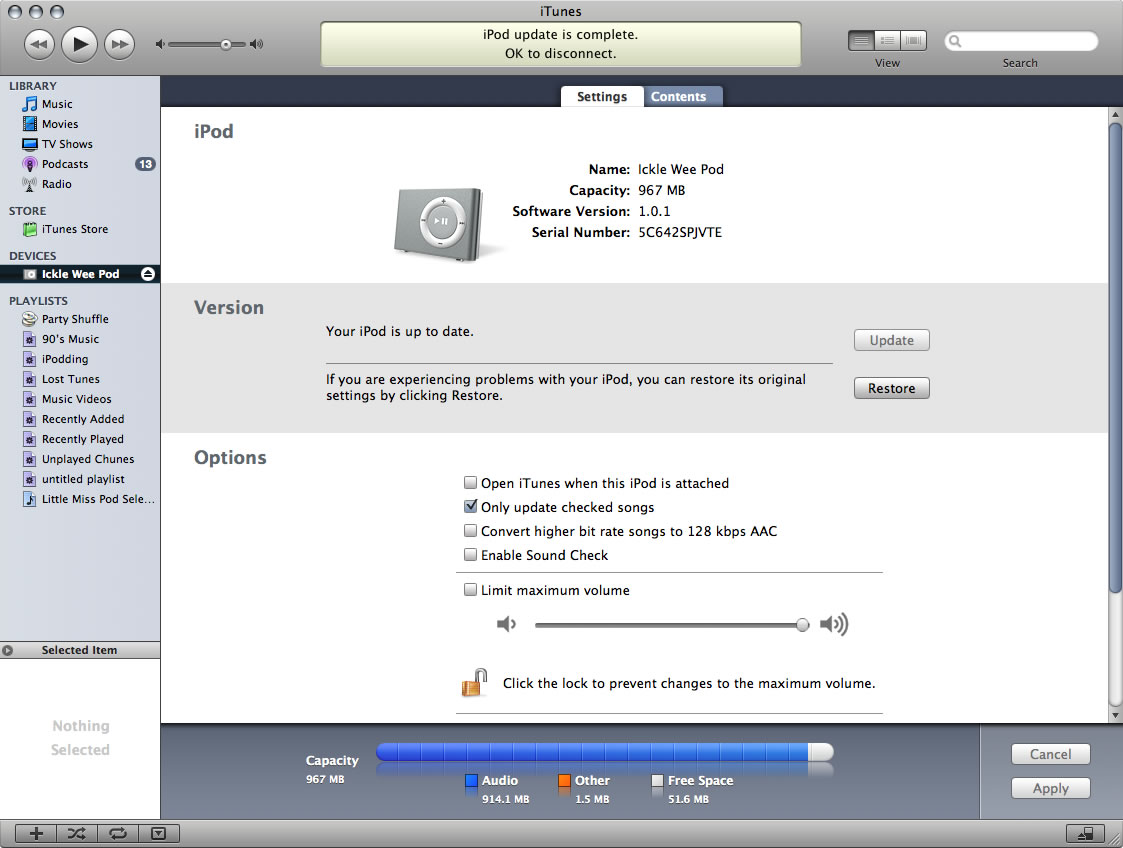 iTunes
iPod update is complete.
OK to disconnect.
View
Search
LIBRARY
Music
Movies
TV Shows
Podcasts 13
Radio
STORE
iTunes Store
DEVICES
Ickle Wee Pod
PLAYLISTS
Party Shuffle
90's Music
iPodding
Lost Tunes
Music Videos
Recently Added
Recently Played
Unplayed Chunes
untitled playlist
Little Miss Pod Sele...
Selected Item
Nothing
Selected
Settings Contents
iPod
Name: Ickle Wee Pod
Capacity: 967 MB
Software Version: 1.0.1
Serial Number: 5C642SPJVTE
Version
Your iPod is up to date.
Update
If you are experiencing problems with your iPod, you can restore its original
settings by clicking Restore.
Restore
Options
Open iTunes when this iPod is attached
Only update checked songs
Convert higher bit rate songs to 128 kbps AAC
Enable Sound Check
Limit maximum volume
Click the lock to prevent changes to the maximum volume.
Capacity
967 MB
Audio
914.1 MB
Other
1.5 MB
Free Space
51.6 MB
Cancel
Apply